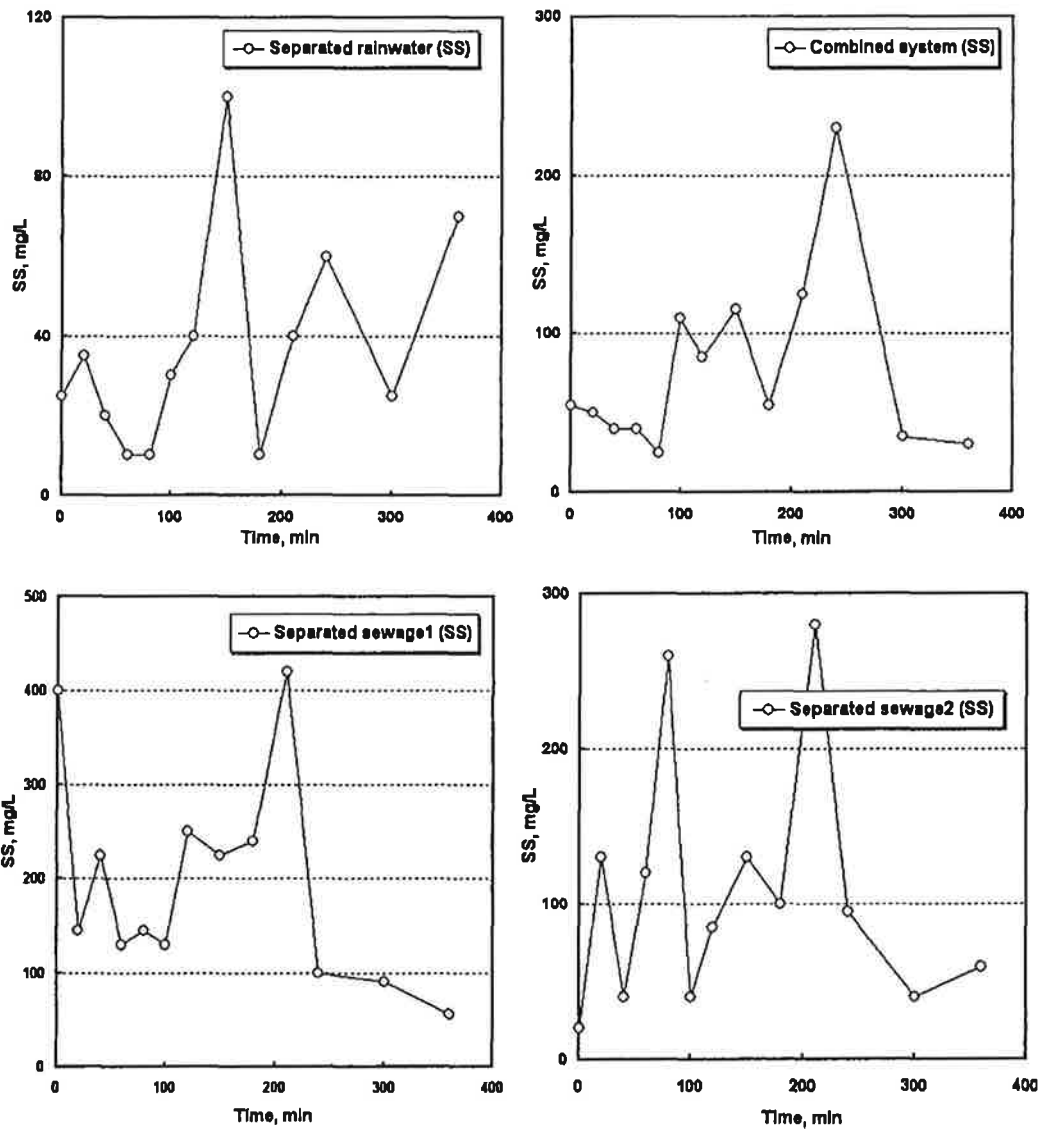 120
Separated rainwater (SS)
80
SS, mg/L
40
0
0 100 200 300 400
Time, min
300
Combined system (SS)
200
SS, mg/L
100
0
0 100 200 300 400
Time, min
500
Separated sewage1 (SS)
400
300
SS, mg/L
200
100
0
0 100 200 300 400
Time, min
300
Separated sewage2 (SS)
200
SS, mg/L
100
0
0 100 200 300 400
Time, min